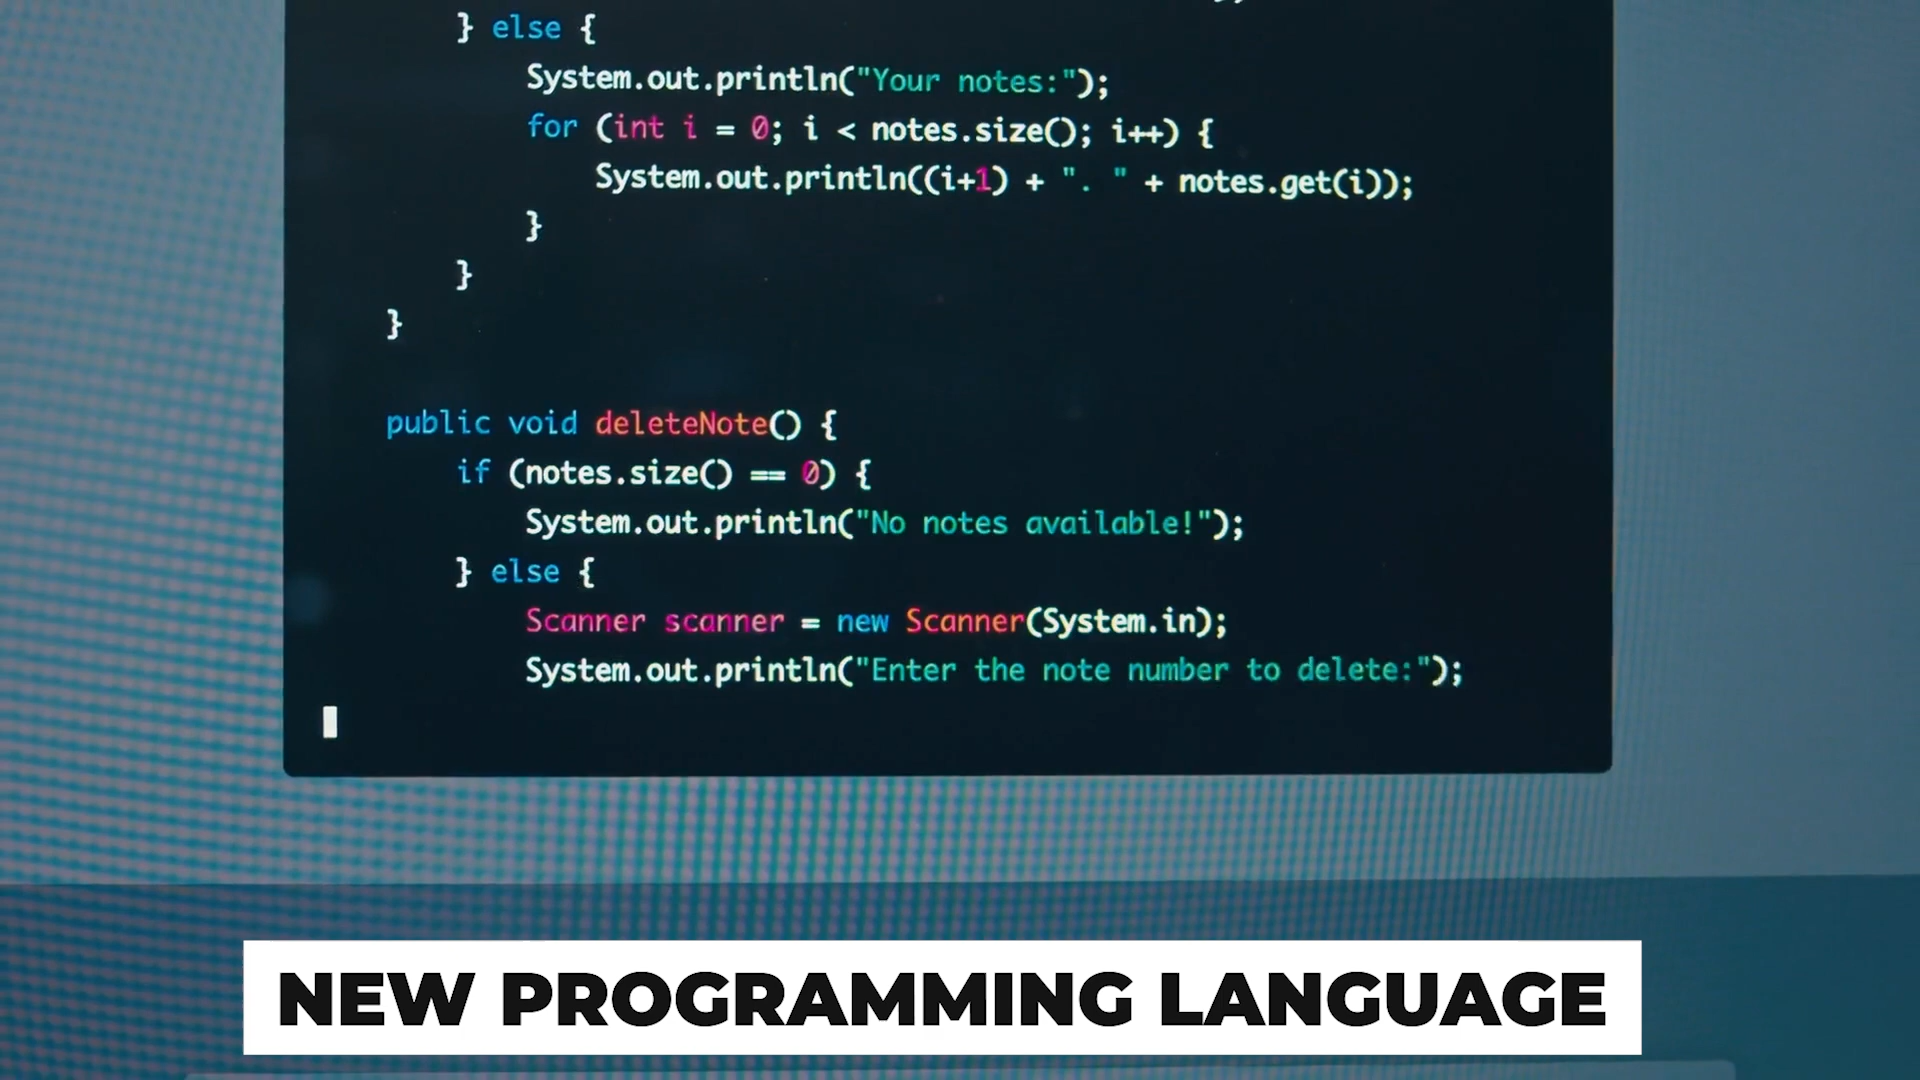 } else {
System.out.println("Your notes:");
for (int i = 0; i < notes.size(); i++) {
System.out.println((i+1) + ". " + notes.get(i));
}
}
}
public void deleteNote() {
if (notes.size() == 0) {
System.out.println("No notes available!");
} else {
Scanner scanner = new Scanner(System.in);
System.out.println("Enter the note number to delete:");
NEW PROGRAMMING LANGUAGE